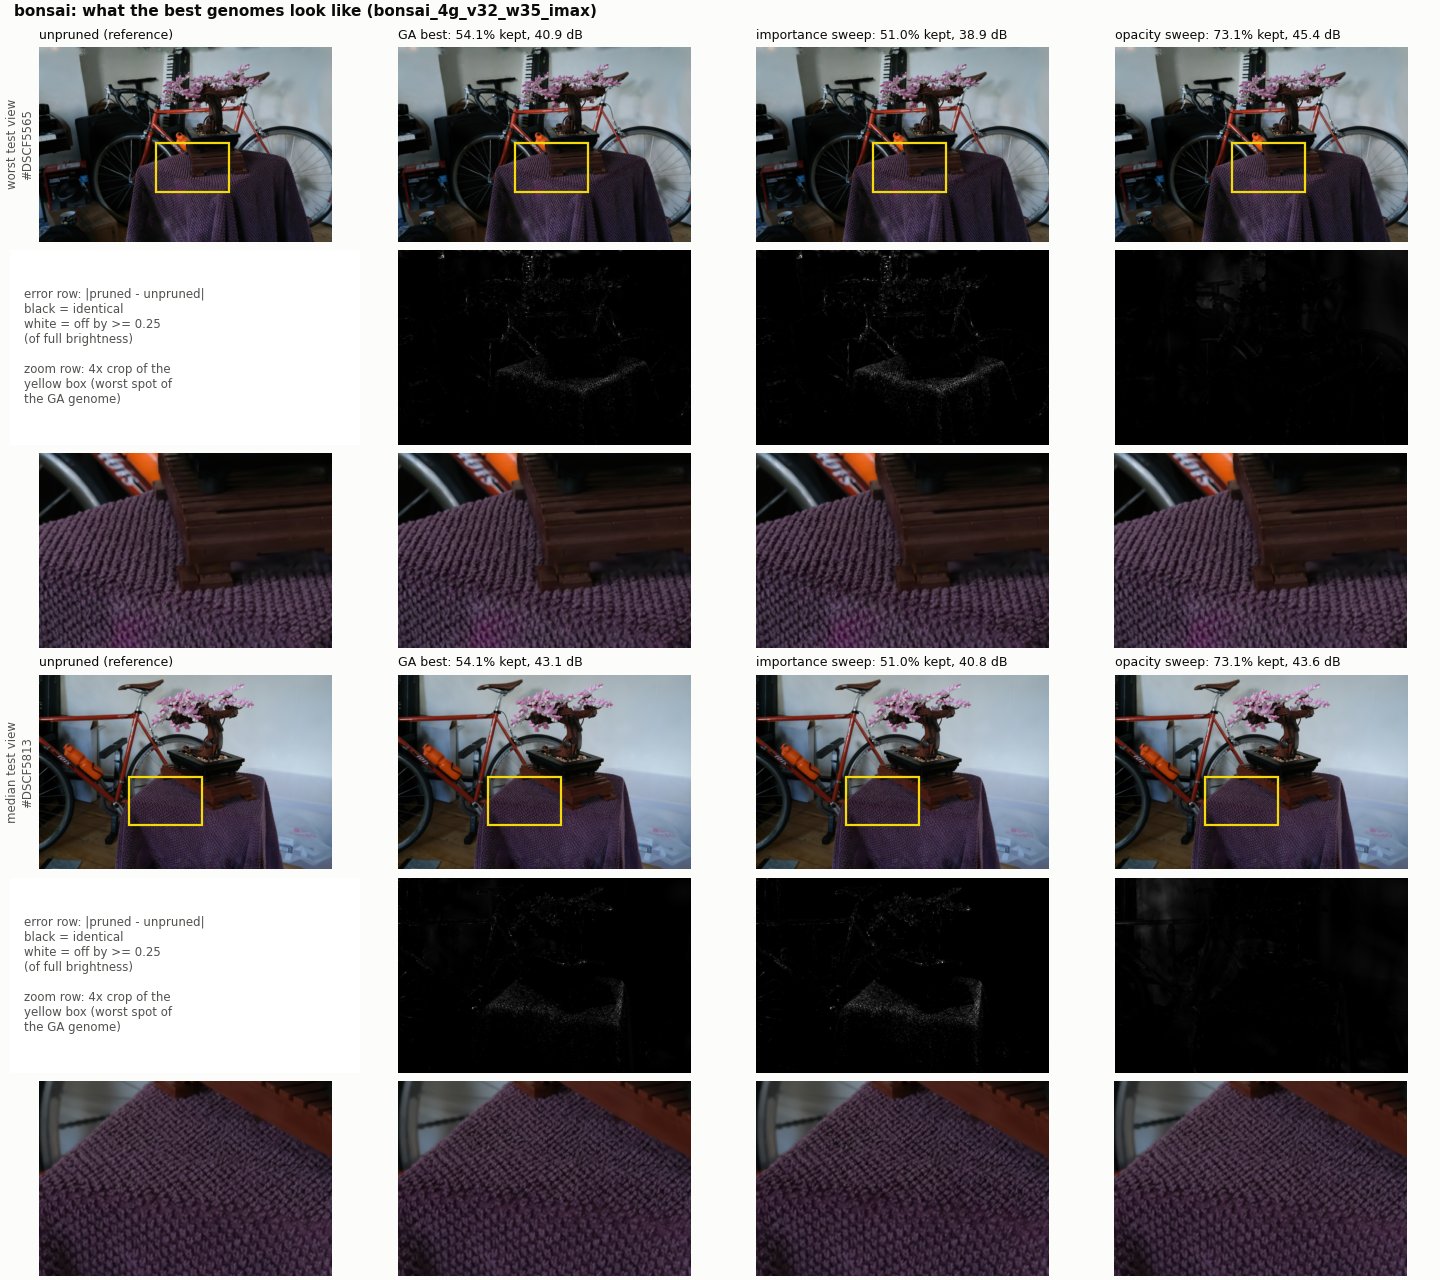 bonsai: what the best genomes look like (bonsai_4g_v32_w35_imax)
unpruned (reference)
GA best: 54.1% kept, 40.9 dB
importance sweep: 51.0% kept, 38.9 dB
opacity sweep: 73.1% kept, 45.4 dB
worst test view
#DSCF5565
error row: |pruned - unpruned|
black = identical
white = off by >= 0.25
(of full brightness)
zoom row: 4x crop of the
yellow box (worst spot of
the GA genome)
unpruned (reference)
GA best: 54.1% kept, 43.1 dB
importance sweep: 51.0% kept, 40.8 dB
opacity sweep: 73.1% kept, 43.6 dB
median test view
#DSCF5813
error row: |pruned - unpruned|
black = identical
white = off by >= 0.25
(of full brightness)
zoom row: 4x crop of the
yellow box (worst spot of
the GA genome)